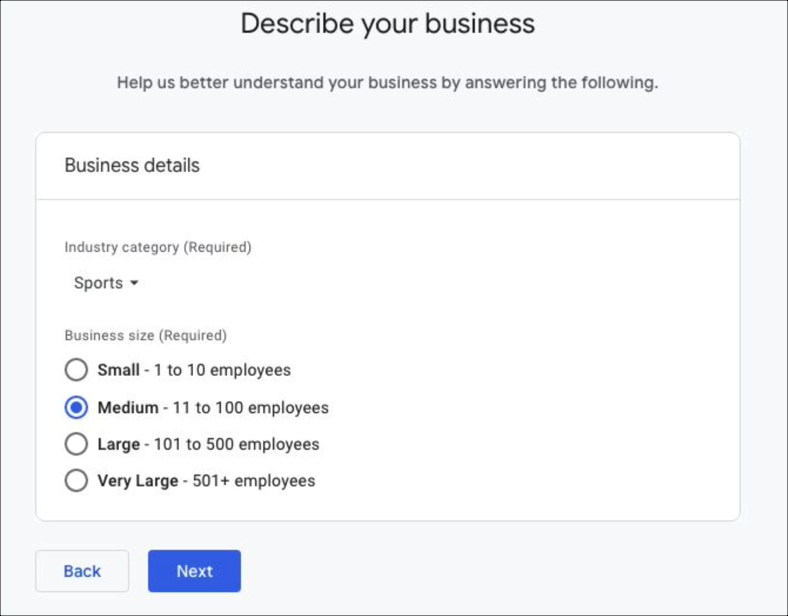 Describe your business
Help us better understand your business by answering the following.
Business details
Industry category (Required)
Sports
Business size (Required)
Small - 1 to 10 employees
Medium - 11 to 100 employees
Large - 101 to 500 employees
Very Large - 501+ employees
Back
Next